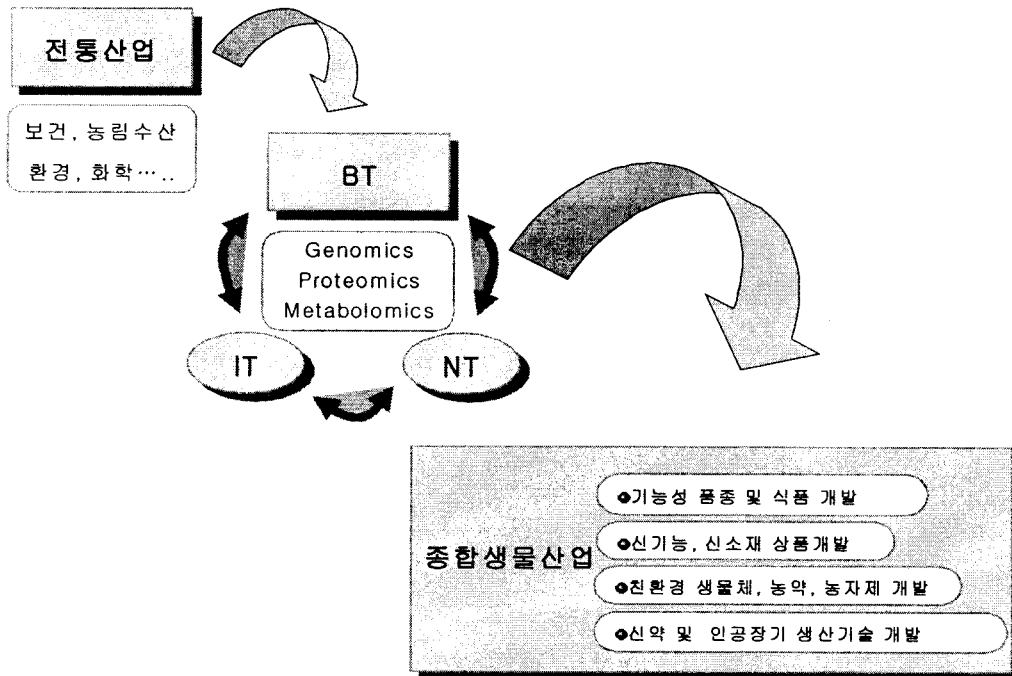 전통산업
보건, 농림수산
환경, 화학…..
BT
Genomics
Proteomics
Metabolomics
IT
NT
종합생물산업
기능성 품종 및 식품 개발
신기능, 신소재 상품개발
친환경 생물체, 농약, 농자제 개발
신약 및 인공장기 생산기술 개발